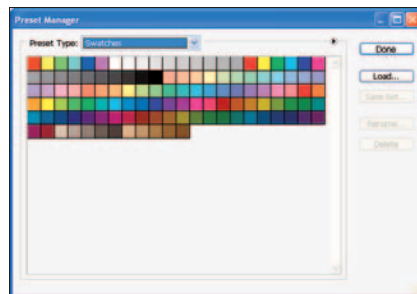 Preset Manager
Preset Type: Swatches
Done
Load...
Save Set...
Rename...
Delete